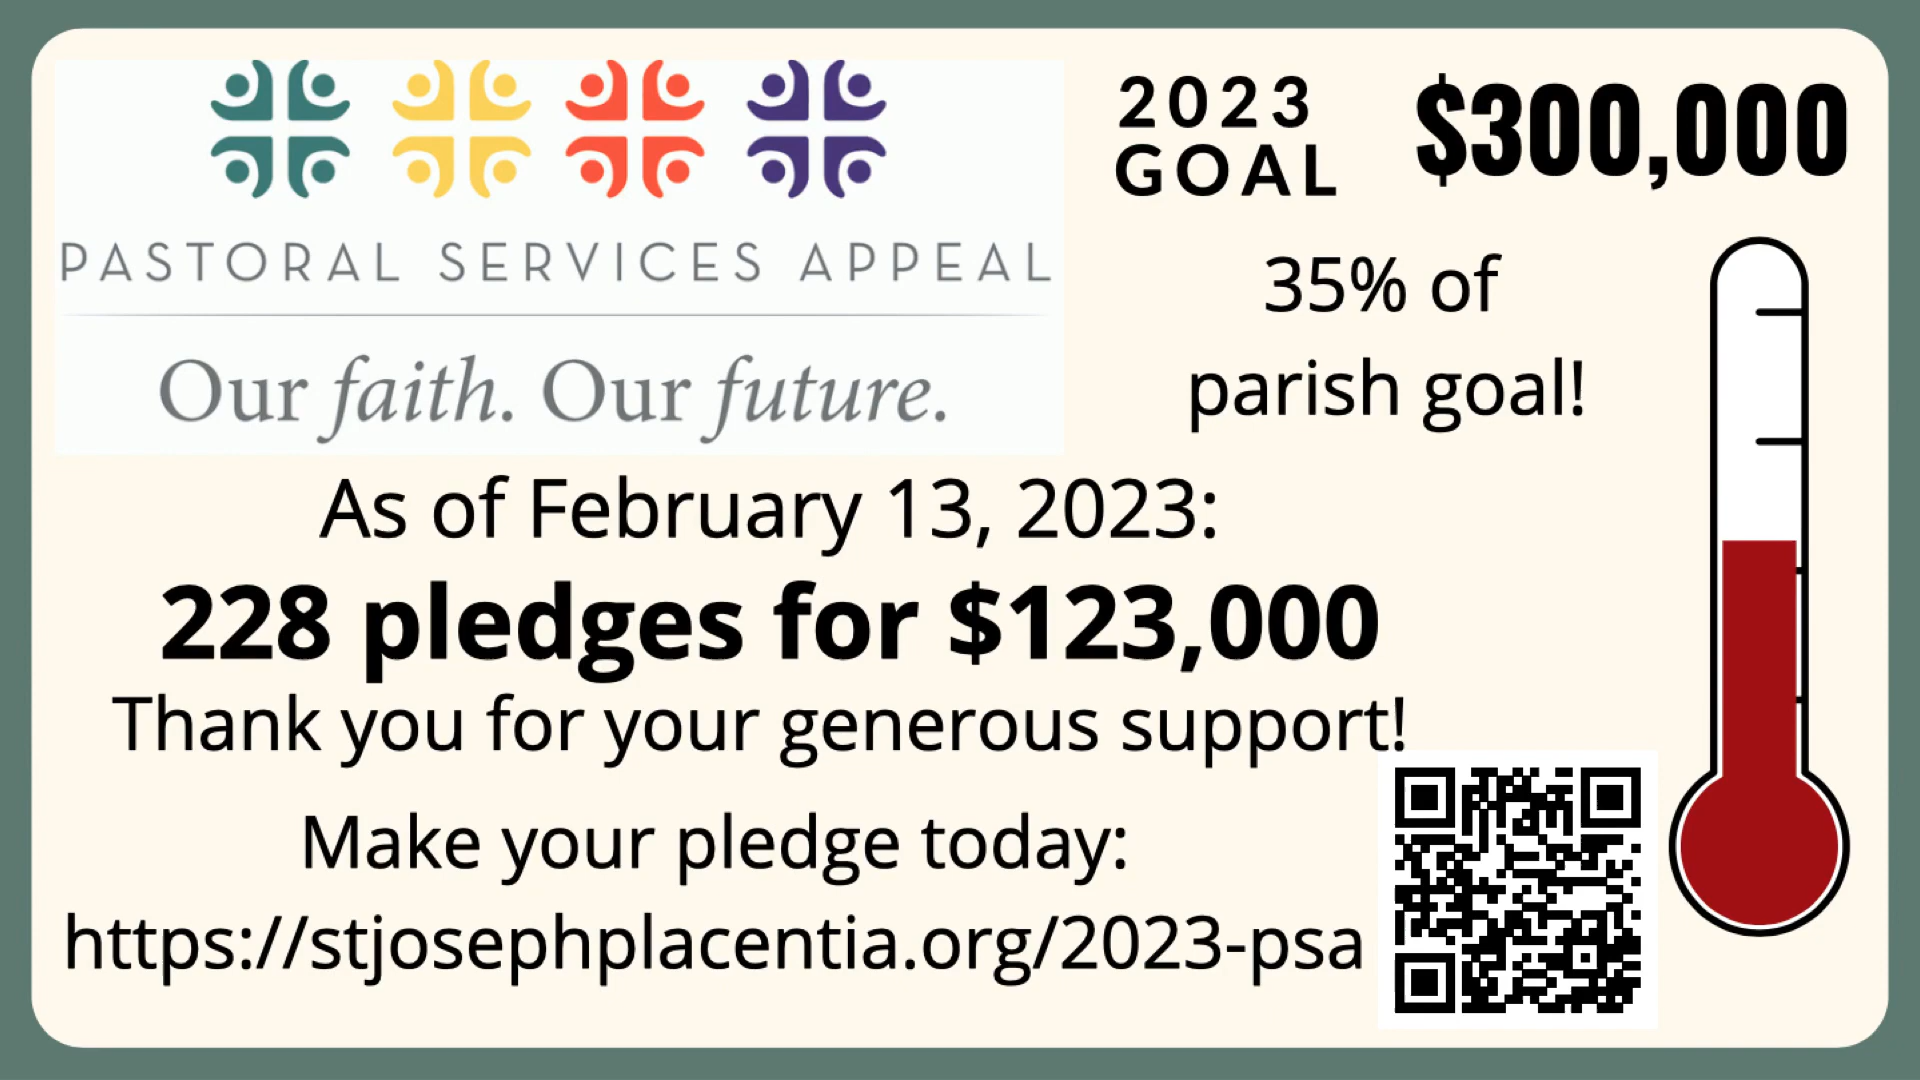 PASTORAL SERVICES APPEAL
Our faith. Our future.
2023
GOAL
$300,000
35% of
parish goal!
As of February 13, 2023:
228 pledges for $123,000
Thank you for your generous support!
Make your pledge today:
https://stjosephplacentia.org/2023-psa